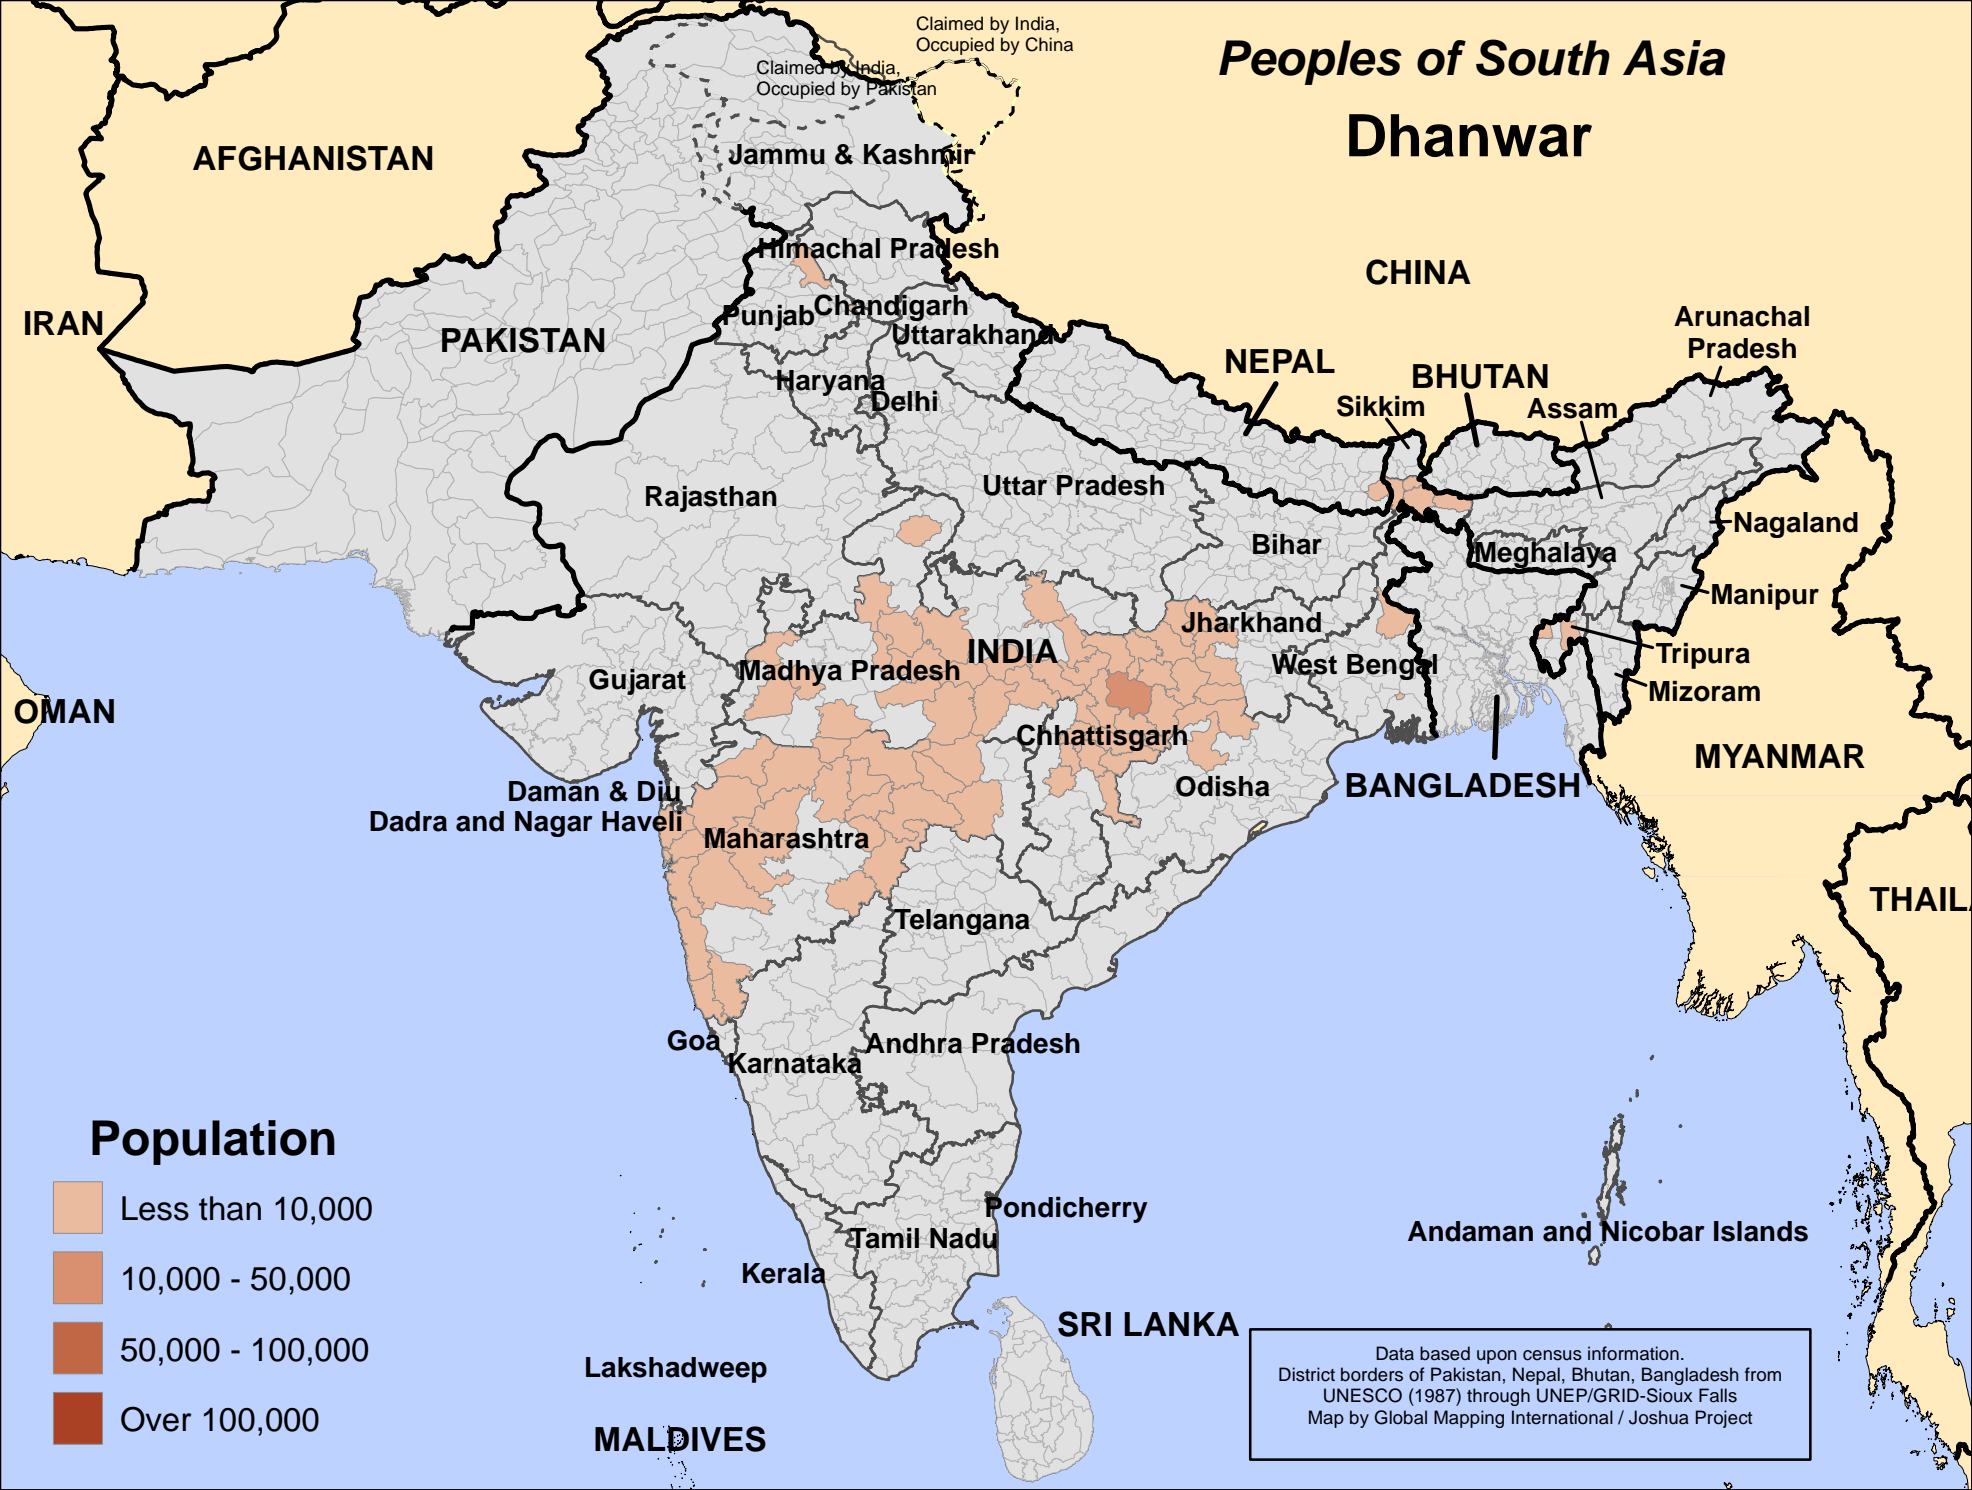 Claimed by India,
Occupied by China
Peoples of South Asia
Dhanwar
Claimed by India,
Occupied by Pakistan
AFGHANISTAN
Jammu & Kashmir
Himachal Pradesh
CHINA
IRAN
PAKISTAN
Punjab
Chandigarh
Uttarakhand
Arunachal
Pradesh
NEPAL
BHUTAN
Haryana
Delhi
Sikkim
Assam
Rajasthan
Uttar Pradesh
Bihar
Nagaland
Meghalaya
Manipur
Jharkhand
INDIA
Tripura
Madhya Pradesh
West Bengal
Gujarat
Mizoram
OMAN
Chhattisgarh
MYANMAR
Odisha
BANGLADESH
Daman & Diu
Dadra and Nagar Haveli
Maharashtra
THAIL
Telangana
Goa
Karnataka
Andhra Pradesh
Pondicherry
Tamil Nadu
Kerala
Andaman and Nicobar Islands
SRI LANKA
Lakshadweep
MALDIVES
Population
Less than 10,000
10,000 - 50,000
50,000 - 100,000
Over 100,000
Data based upon census information.
District borders of Pakistan, Nepal, Bhutan, Bangladesh from
UNESCO (1987) through UNEP/GRID-Sioux Falls
Map by Global Mapping International / Joshua Project